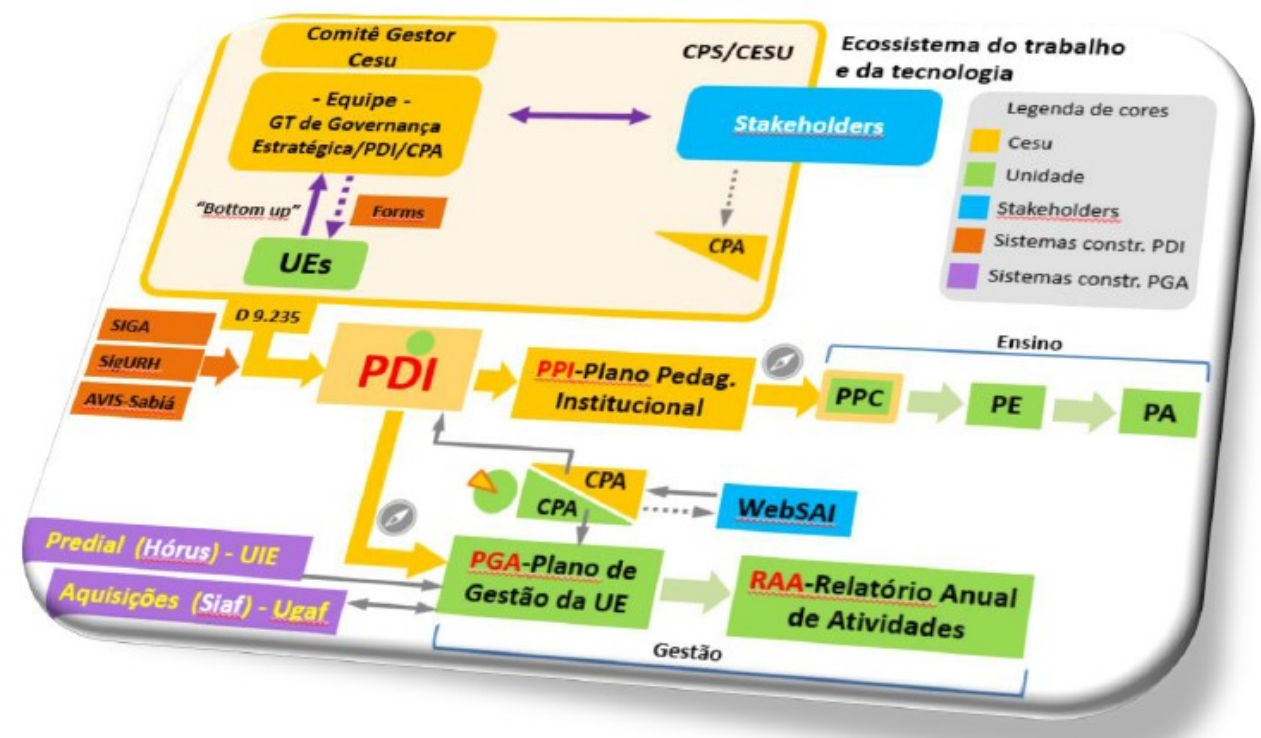 Comitê Gestor
Cesu
- Equipe -
GT de Governança
Estratégica/PDI/CPA
"Bottom up"
Forms
UEs
CPS/CESU
Stakeholders
CPA
Ecossistema do trabalho
e da tecnologia
Legenda de cores
Cesu
Unidade
Stakeholders
Sistemas constr. PDI
Sistemas constr. PGA
D 9.235
SIGA
SigURH
AVIS-Sabiá
PDI
PPI-Plano Pedag.
Institucional
Ensino
PPC
PE
PA
CPA
CPA
WebSAI
Predial (Hórus) - UIE
Aquisições (Siaf) - Ugaf
PGA-Plano de
Gestão da UE
RAA-Relatório Anual
de Atividades
Gestão